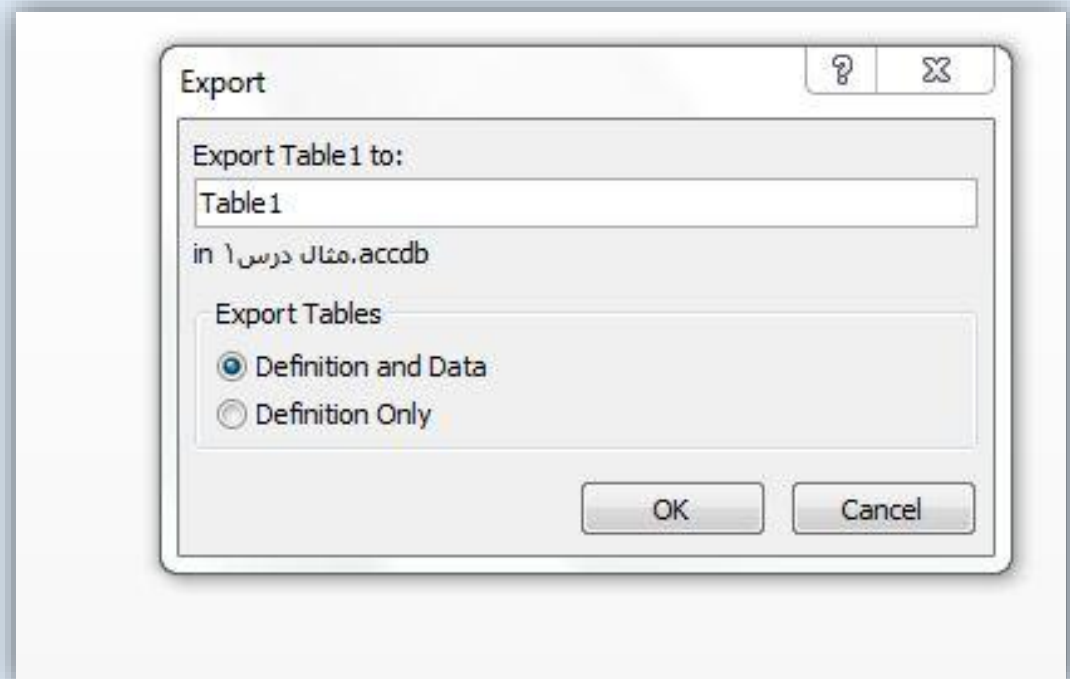 Export
Export Table1 to:
Table1
in مثال درس۱.accdb
Export Tables
Definition and Data
Definition Only
OK
Cancel